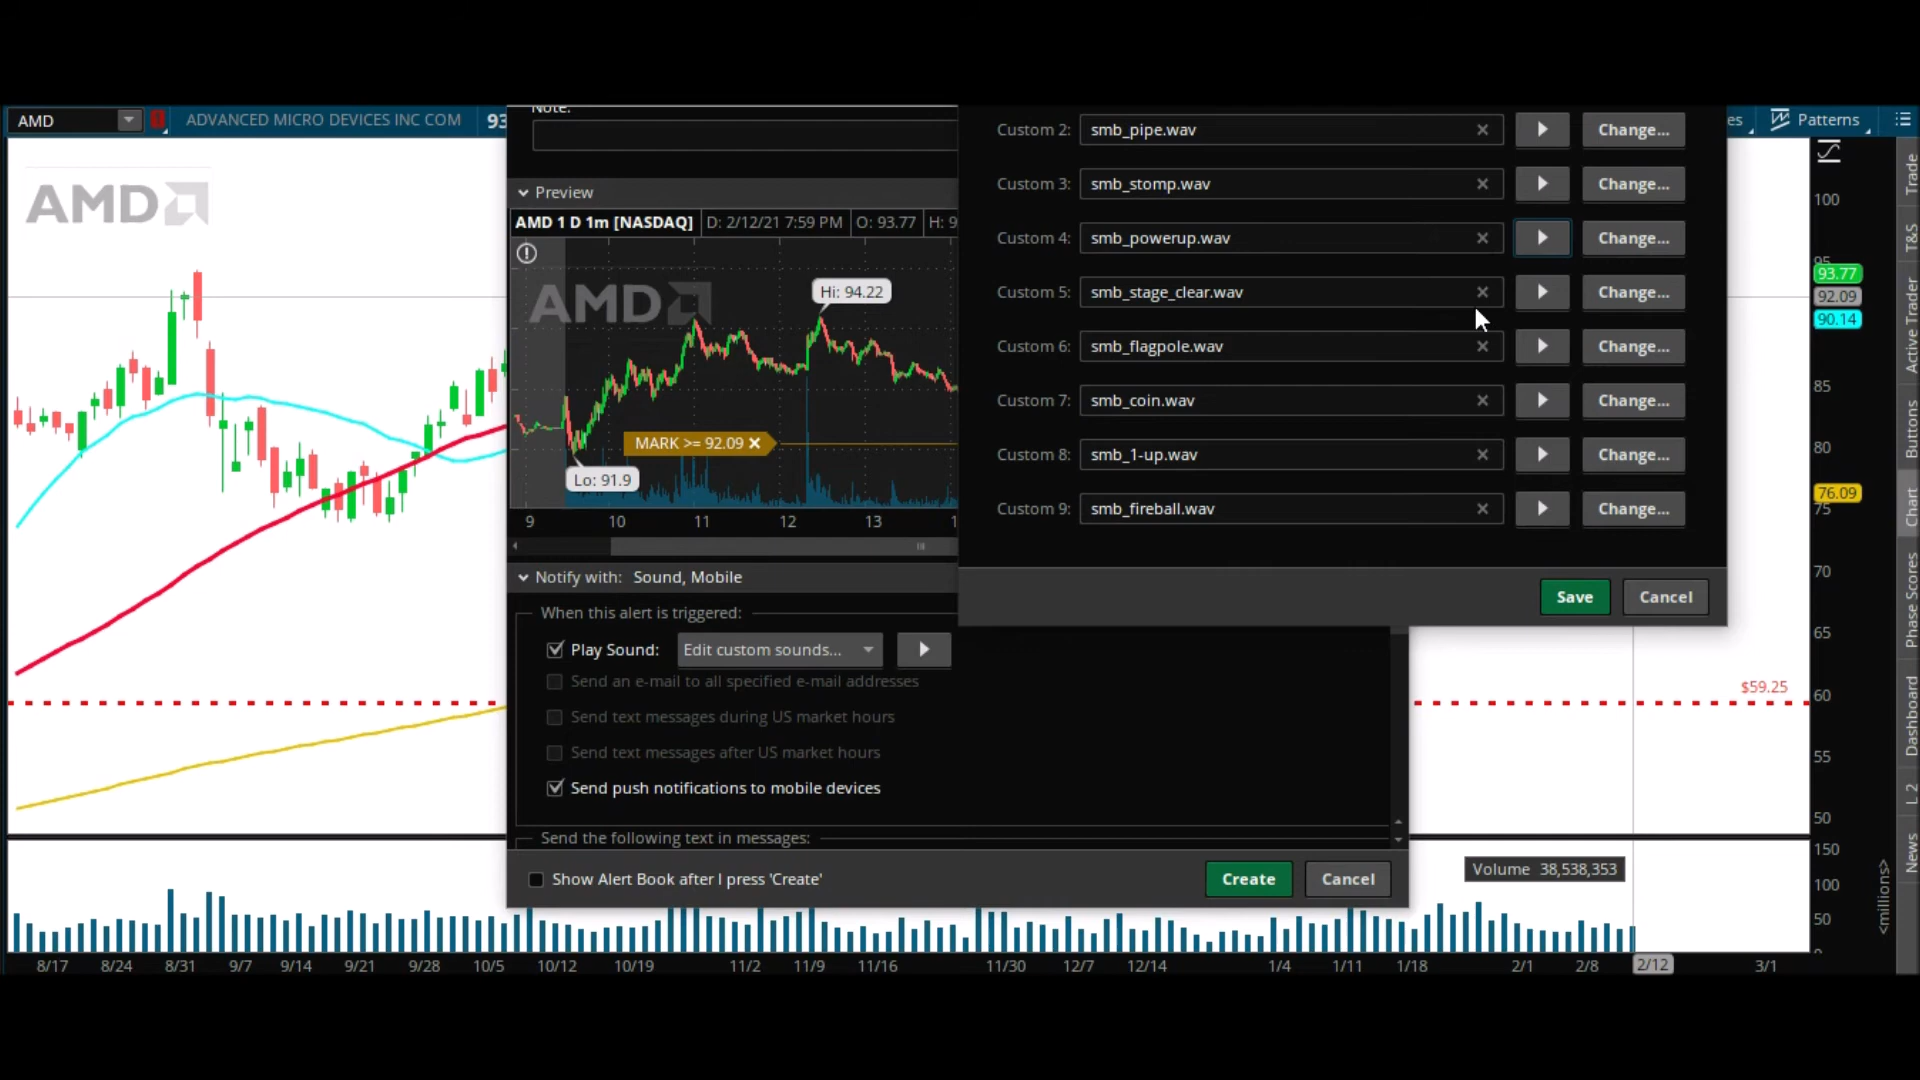 AMD
ADVANCED MICRO DEVICES INC COM
93
Patterns
AMD
Note:
Preview
AMD 1 D 1m [NASDAQ]
D: 2/12/21 7:59 PM
O: 93.77
H: 9
AMD
Hi: 94.22
MARK >= 92.09
Lo: 91.9
9 10 11 12 13 1
Notify with: Sound, Mobile
When this alert is triggered:
Play Sound: Edit custom sounds...
Send an e-mail to all specified e-mail addresses
Send text messages during US market hours
Send text messages after US market hours
Send push notifications to mobile devices
Send the following text in messages:
Show Alert Book after I press 'Create'
Create
Cancel
Custom 2: smb_pipe.wav Change...
Custom 3: smb_stomp.wav Change...
Custom 4: smb_powerup.wav Change...
Custom 5: smb_stage_clear.wav Change...
Custom 6: smb_flagpole.wav Change...
Custom 7: smb_coin.wav Change...
Custom 8: smb_1-up.wav Change...
Custom 9: smb_fireball.wav Change...
Save
Cancel
100
95
93.77
92.09
90.14
85
80
76.09
75
70
65
$59.25
60
55
50
150
Volume 38,538,353
100
50
0
<millions>
8/17 8/24 8/31 9/7 9/14 9/21 9/28 10/5 10/12 10/19 11/2 11/9 11/16 11/30 12/7 12/14 1/4 1/11 1/18 2/1 2/8 2/12 3/1
Trade
T&S
Active Trader
Buttons
Chart
Phase Scores
Dashboard
L 2
News